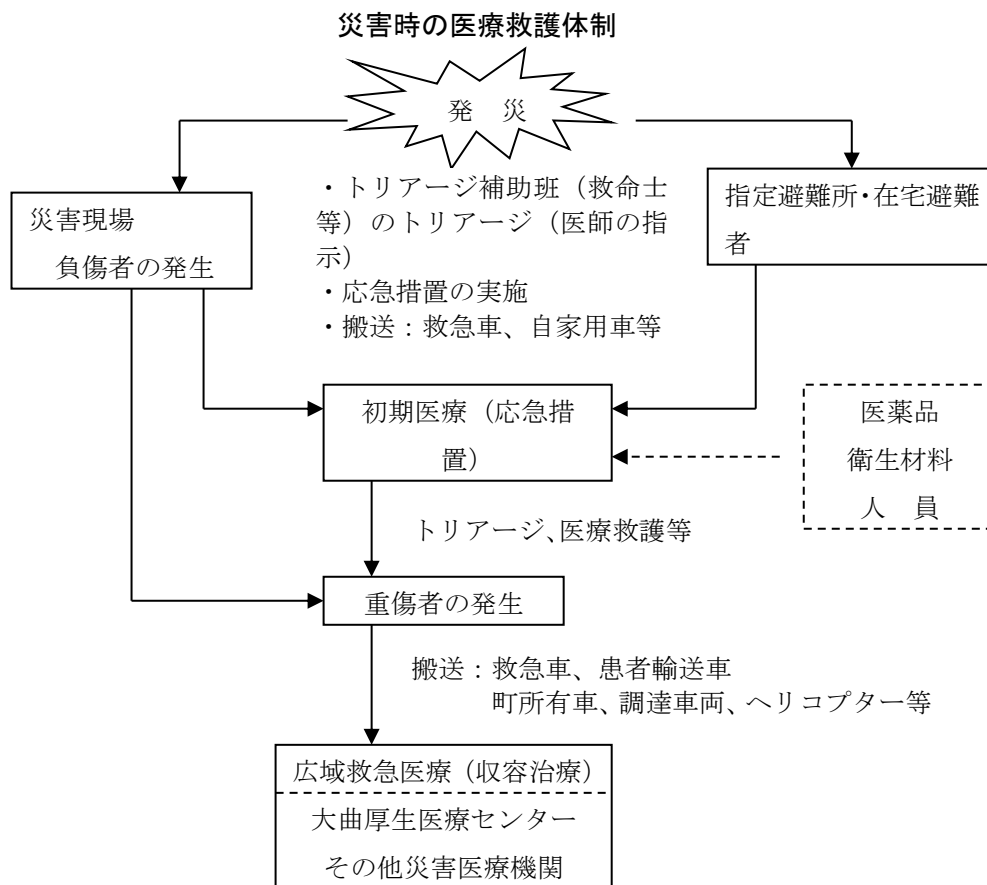 災害時の医療救護体制
発　災
・トリアージ補助班（救命士
等）のトリアージ（医師の指
示）
・応急措置の実施
・搬送：救急車、自家用車等
災害現場
負傷者の発生
指定避難所・在宅避難
者
初期医療（応急措
置）
医薬品
衛生材料
人　員
トリアージ、医療救護等
重傷者の発生
搬送：救急車、患者輸送車
町所有車、調達車両、ヘリコプター等
広域救急医療（収容治療）
大曲厚生医療センター
その他災害医療機関